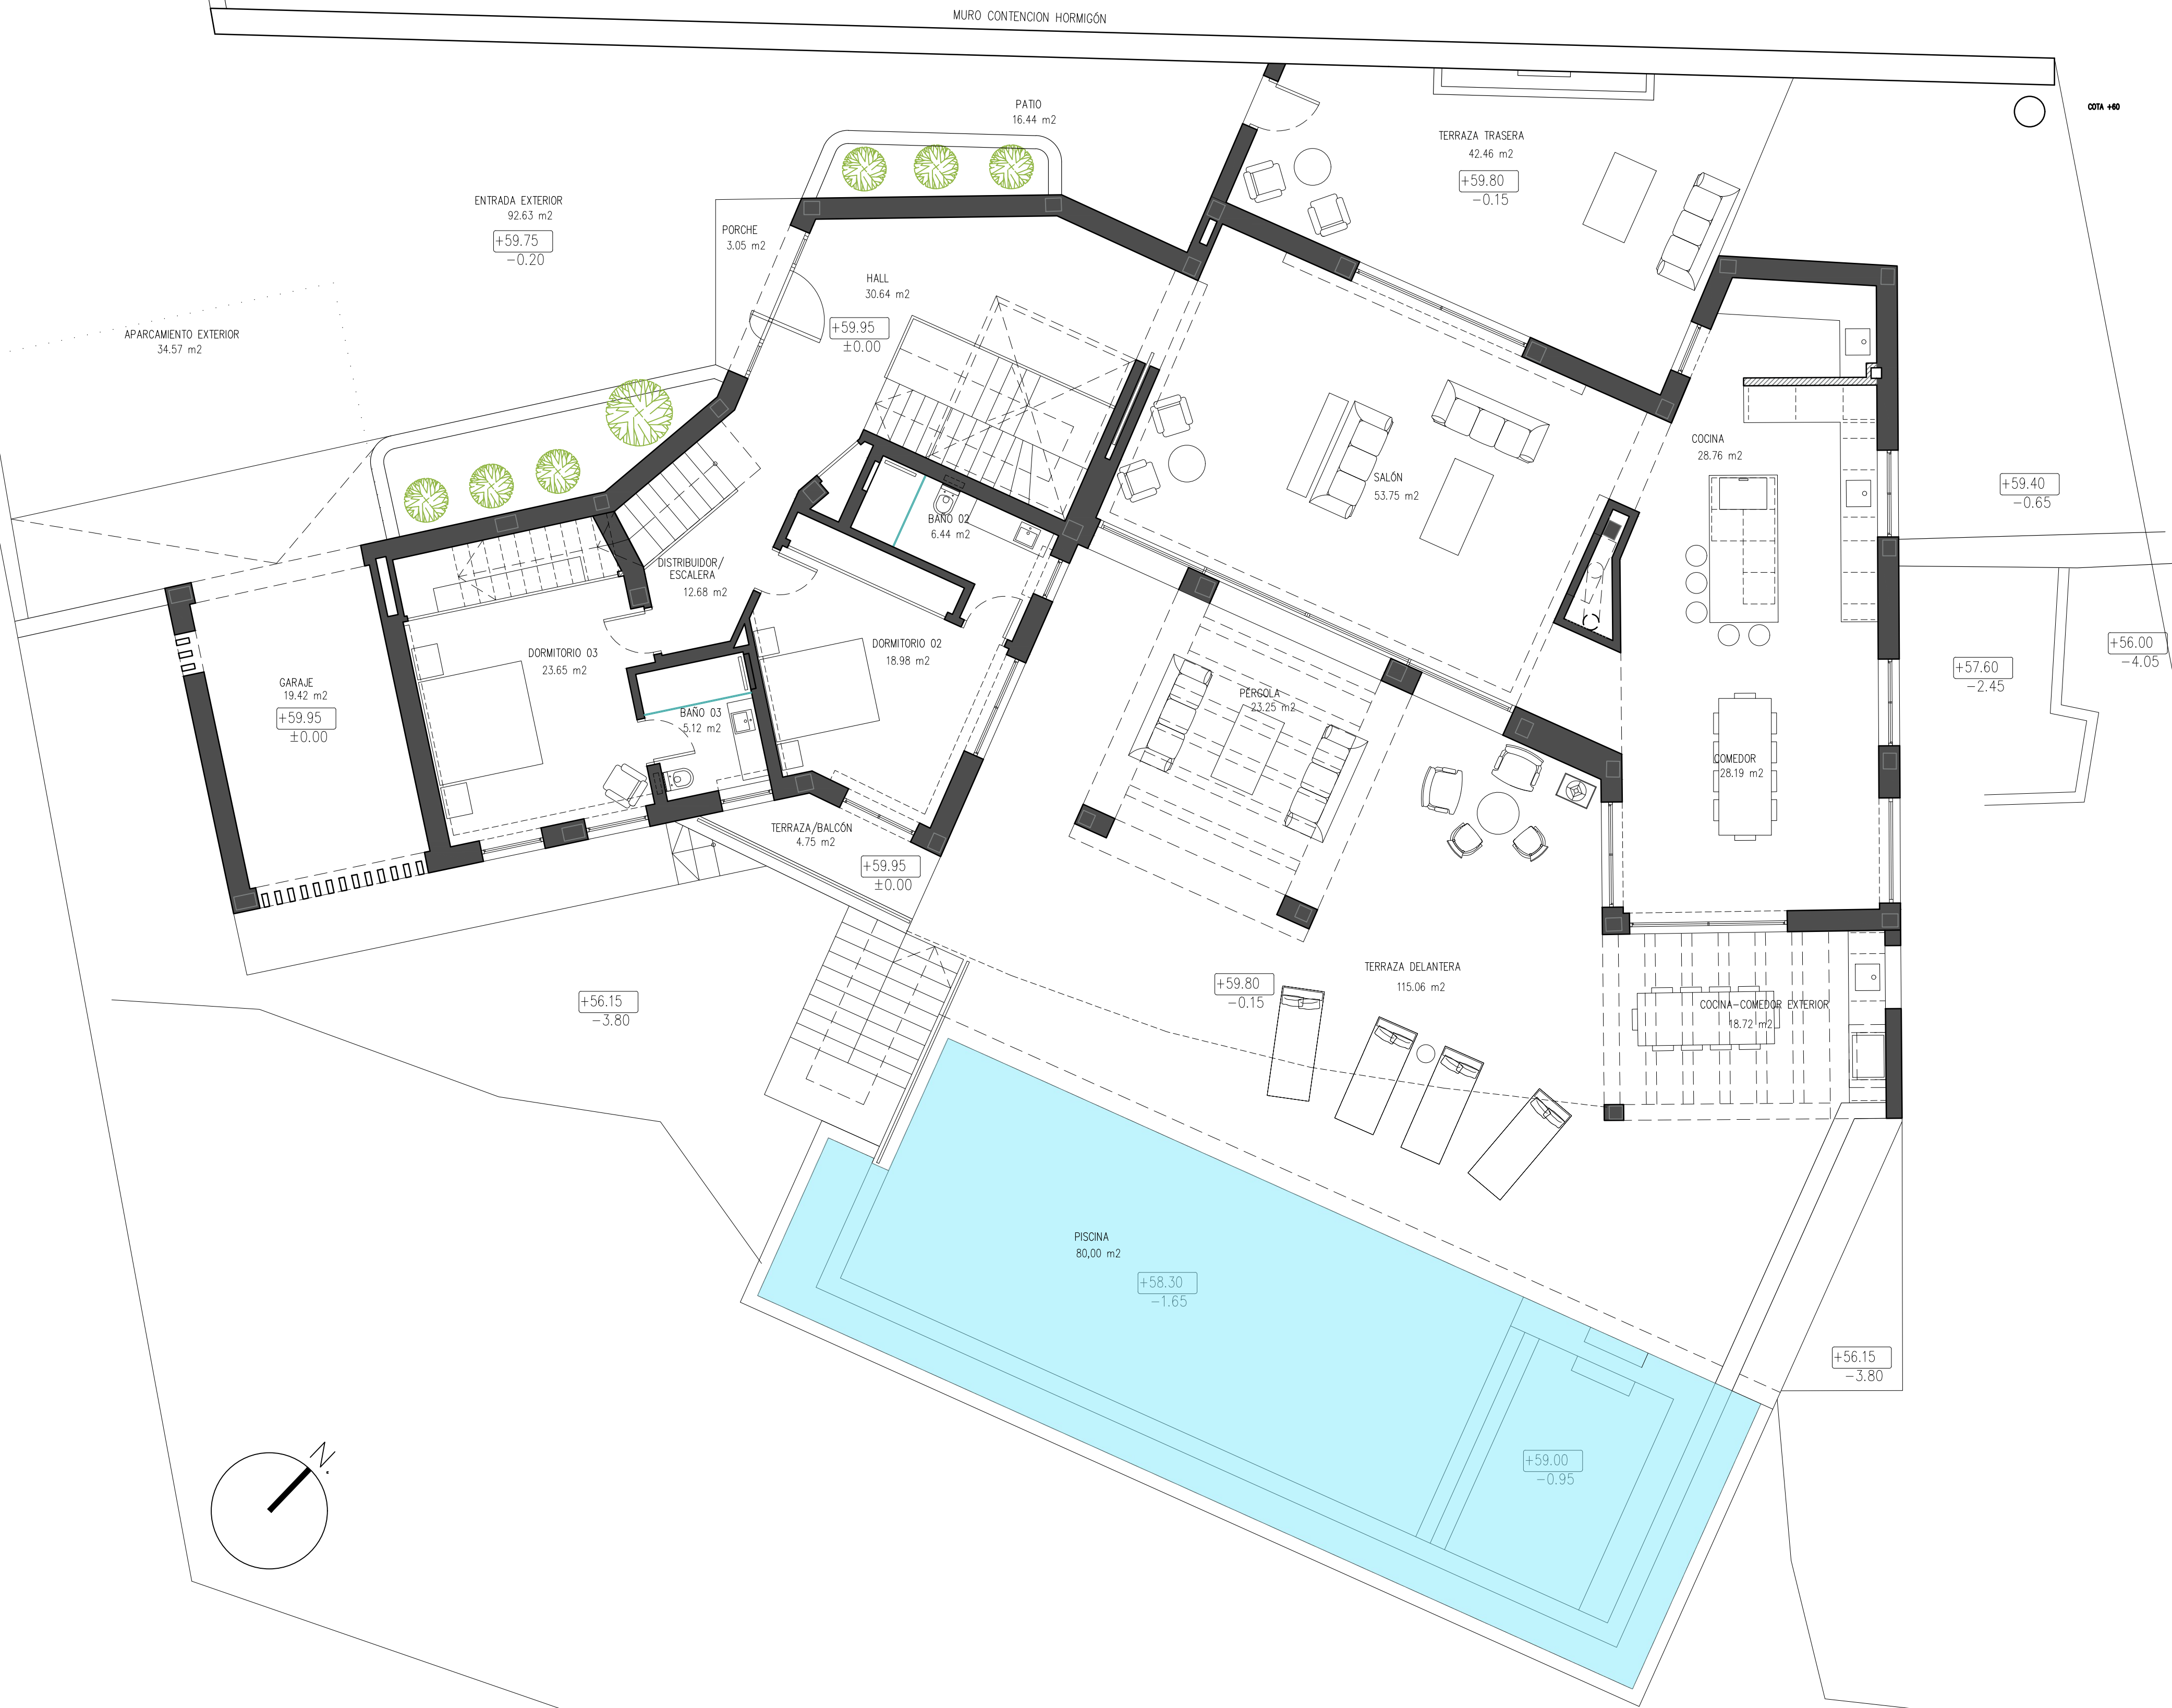 MURO CONTENCION HORMIGÓN
COTA +60
PATIO
16.44 m2
TERRAZA TRASERA
42.46 m2
+59.80
-0.15
ENTRADA EXTERIOR
92.63 m2
+59.75
-0.20
PORCHE
3.05 m2
HALL
30.64 m2
+59.95
±0.00
APARCAMIENTO EXTERIOR
34.57 m2
COCINA
28.76 m2
SALÓN
53.75 m2
+59.40
-0.65
BAÑO 02
6.44 m2
DISTRIBUIDOR/
ESCALERA
12.68 m2
DORMITORIO 03
23.65 m2
DORMITORIO 02
18.98 m2
+56.00
-4.05
+57.60
-2.45
GARAJE
19.42 m2
+59.95
±0.00
PÉRGOLA
23.25 m2
BAÑO 03
5.12 m2
COMEDOR
28.19 m2
TERRAZA/BALCÓN
4.75 m2
+59.95
±0.00
TERRAZA DELANTERA
115.06 m2
+59.80
-0.15
+56.15
-3.80
COCINA-COMEDOR EXTERIOR
18.72 m2
PISCINA
80,00 m2
+58.30
-1.65
+56.15
-3.80
+59.00
-0.95
N.